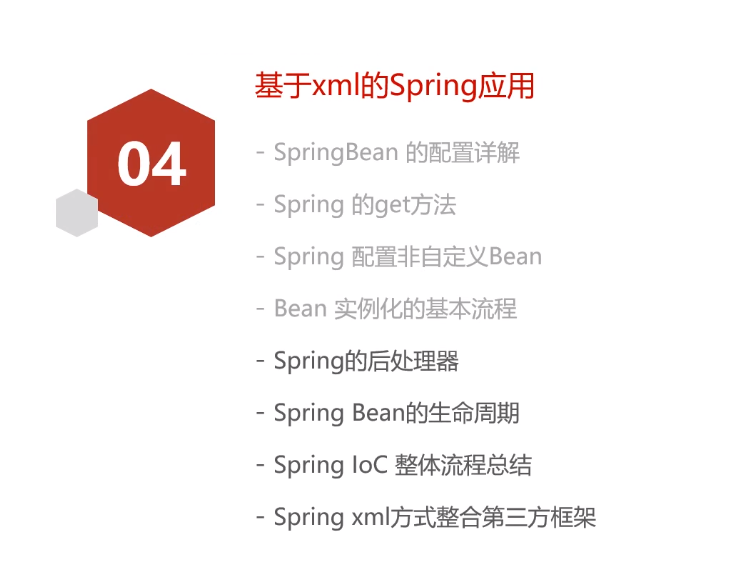 04
基于xml的Spring应用
- SpringBean 的配置详解
- Spring 的get方法
- Spring 配置非自定义Bean
- Bean 实例化的基本流程
- Spring的后处理器
- Spring Bean的生命周期
- Spring IoC 整体流程总结
- Spring xml方式整合第三方框架